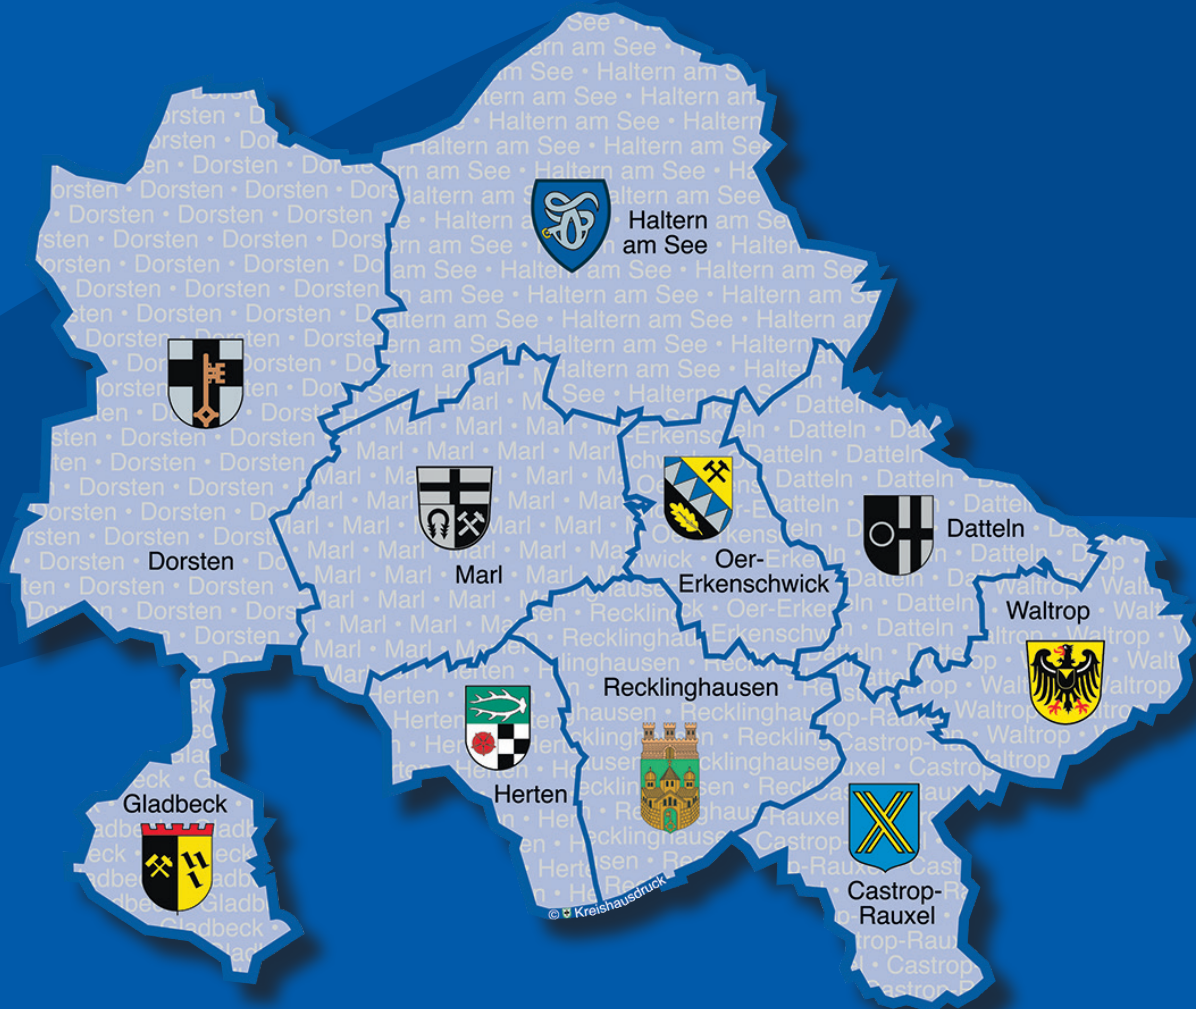 Haltern
am See
Dorsten
Marl
Oer-
Erkenschwick
Datteln
Waltrop
Recklinghausen
Herten
Gladbeck
Castrop-
Rauxel
© Kreishausdruck